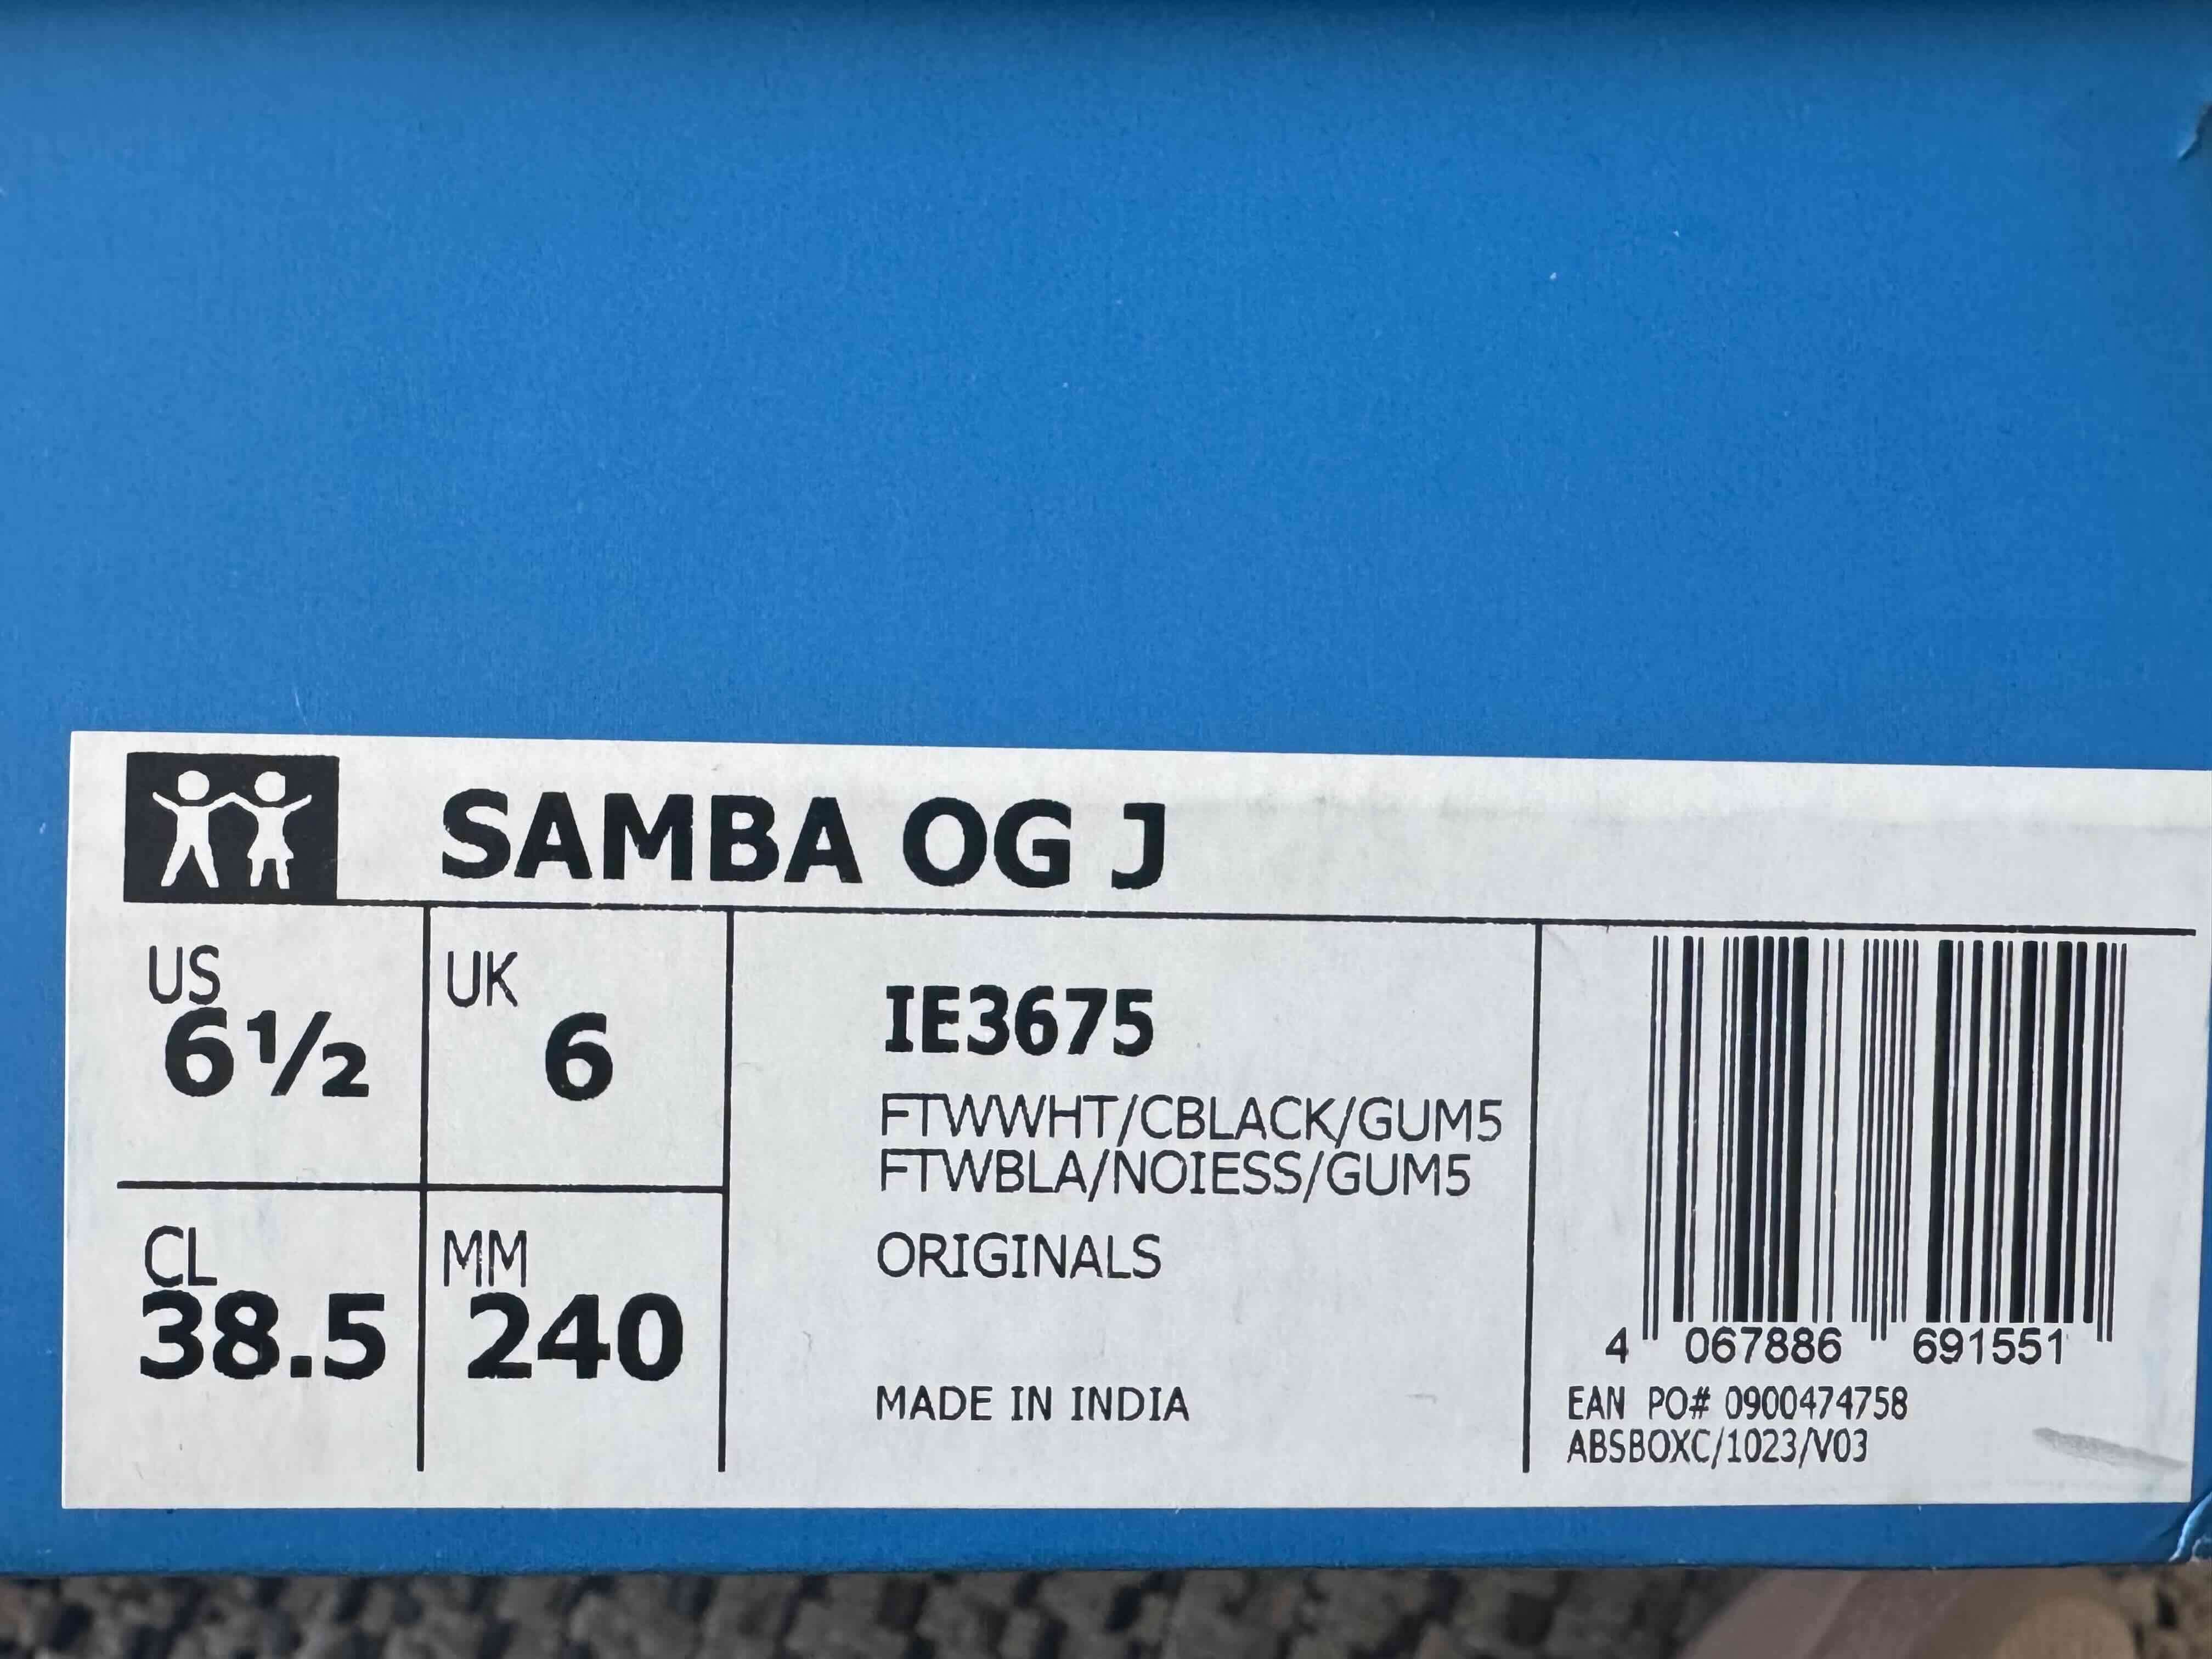 SAMBA OG J
US
6½
UK
6
CL
38.5
MM
240
IE3675
FTWWHT/CBLACK/GUM5
FTWBLA/NOIESS/GUM5
ORIGINALS
MADE IN INDIA
4 067886 691551
EAN PO# 0900474758
ABSBOXC/1023/V03